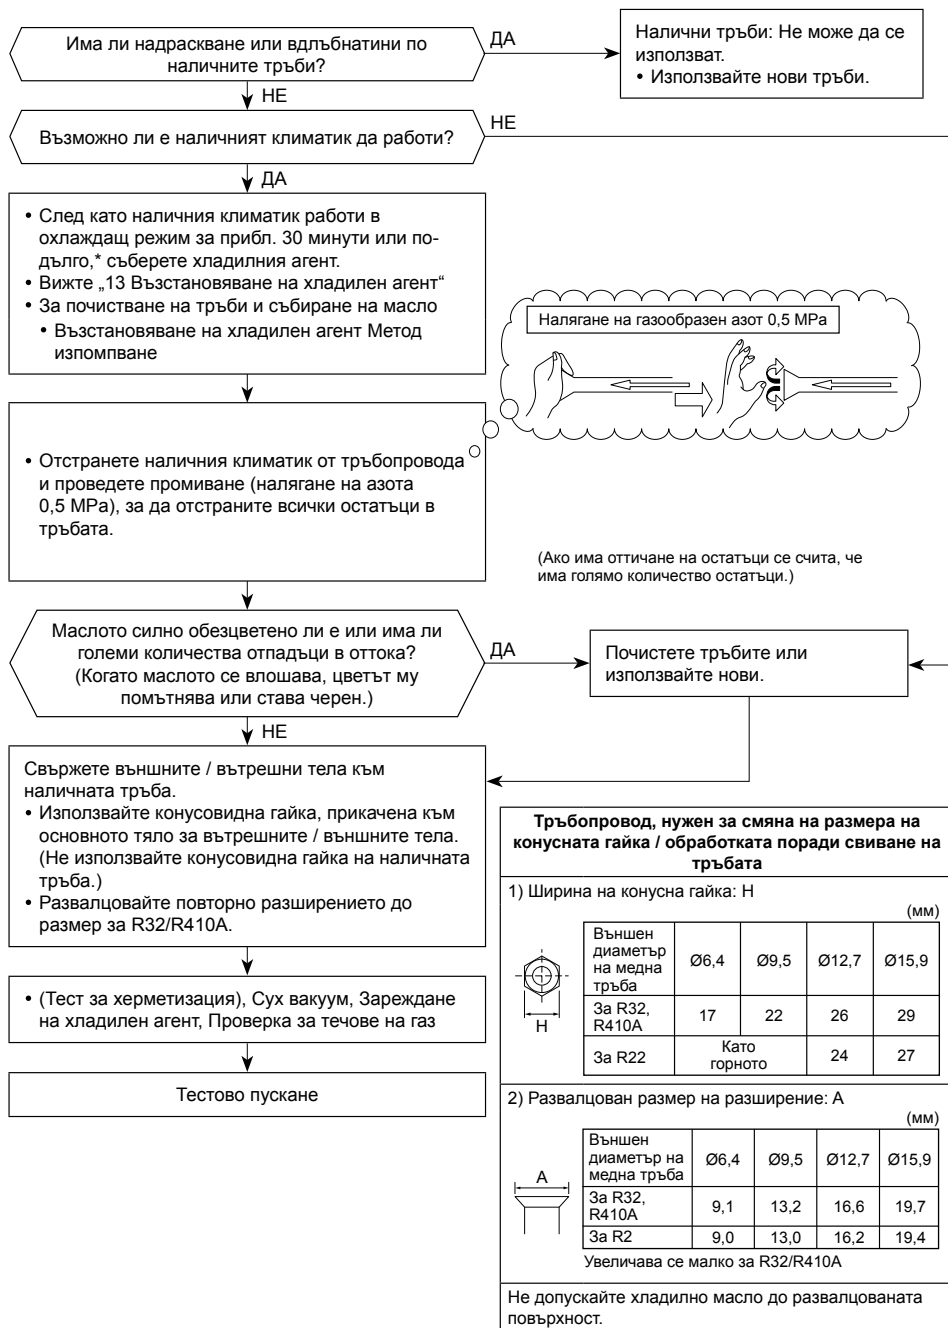 Има ли надраскване или вдлъбнатини по
наличните тръби?
ДА
Налични тръби: Не може да се
използват.
• Използвайте нови тръби.
НЕ
Възможно ли е наличният климатик да работи?
НЕ
ДА
• След като наличния климатик работи в
охлаждащ режим за прибл. 30 минути или по-
дълго,* съберете хладилния агент.
• Вижте „13 Възстановяване на хладилен агент“
• За почистване на тръби и събиране на масло
• Възстановяване на хладилен агент Метод
изпомпване
Налягане на газообразен азот 0,5 MPa
• Отстранете наличния климатик от тръбопровода
и проведете промиване (налягане на азота
0,5 MPa), за да отстраните всички остатъци в
тръбата.
(Ако има оттичане на остатъци се счита, че
има голямо количество остатъци.)
Маслото силно обезцветено ли е или има ли
големи количества отпадъци в оттока?
(Когато маслото се влошава, цветът му
помътнява или става черен.)
ДА
Почистете тръбите или
използвайте нови.
НЕ
Свържете външните / вътрешни тела към
наличната тръба.
• Използвайте конусовидна гайка, прикачена към
основното тяло за вътрешните / външните тела.
(Не използвайте конусовидна гайка на наличната
тръба.)
• Развалцовайте повторно разширението до
размер за R32/R410A.
• (Тест за херметизация), Сух вакуум, Зареждане
на хладилен агент, Проверка за течове на газ
Тестово пускане
Тръбопровод, нужен за смяна на размера на
конусната гайка / обработката поради свиване на
тръбата
1) Ширина на конусна гайка: H
(мм)
H
Външен
диаметър
на медна
тръба
Ø6,4 Ø9,5 Ø12,7 Ø15,9
За R32,
R410A
17 22 26 29
За R22
Като
горното
24 27
2) Развалцован размер на разширение: A
(мм)
A
Външен
диаметър на
медна тръба
Ø6,4 Ø9,5 Ø12,7 Ø15,9
За R32,
R410A
9,1 13,2 16,6 19,7
За R2 9,0 13,0 16,2 19,4
Увеличава се малко за R32/R410A
Не допускайте хладилно масло до развалцованата
повърхност.